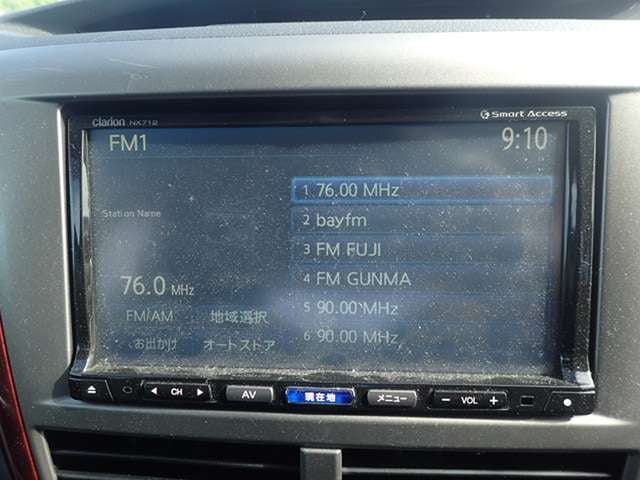 clarion NX712
Smart Access
FM1
9:10
Station Name
76.0 MHz
FM/AM
地域選択
お出かけ
オートストア
1 76.00 MHz
2 bayfm
3 FM FUJI
4 FM GUNMA
5 90.00 MHz
6 90.00 MHz
CH
AV
現在地
メニュー
− VOL +